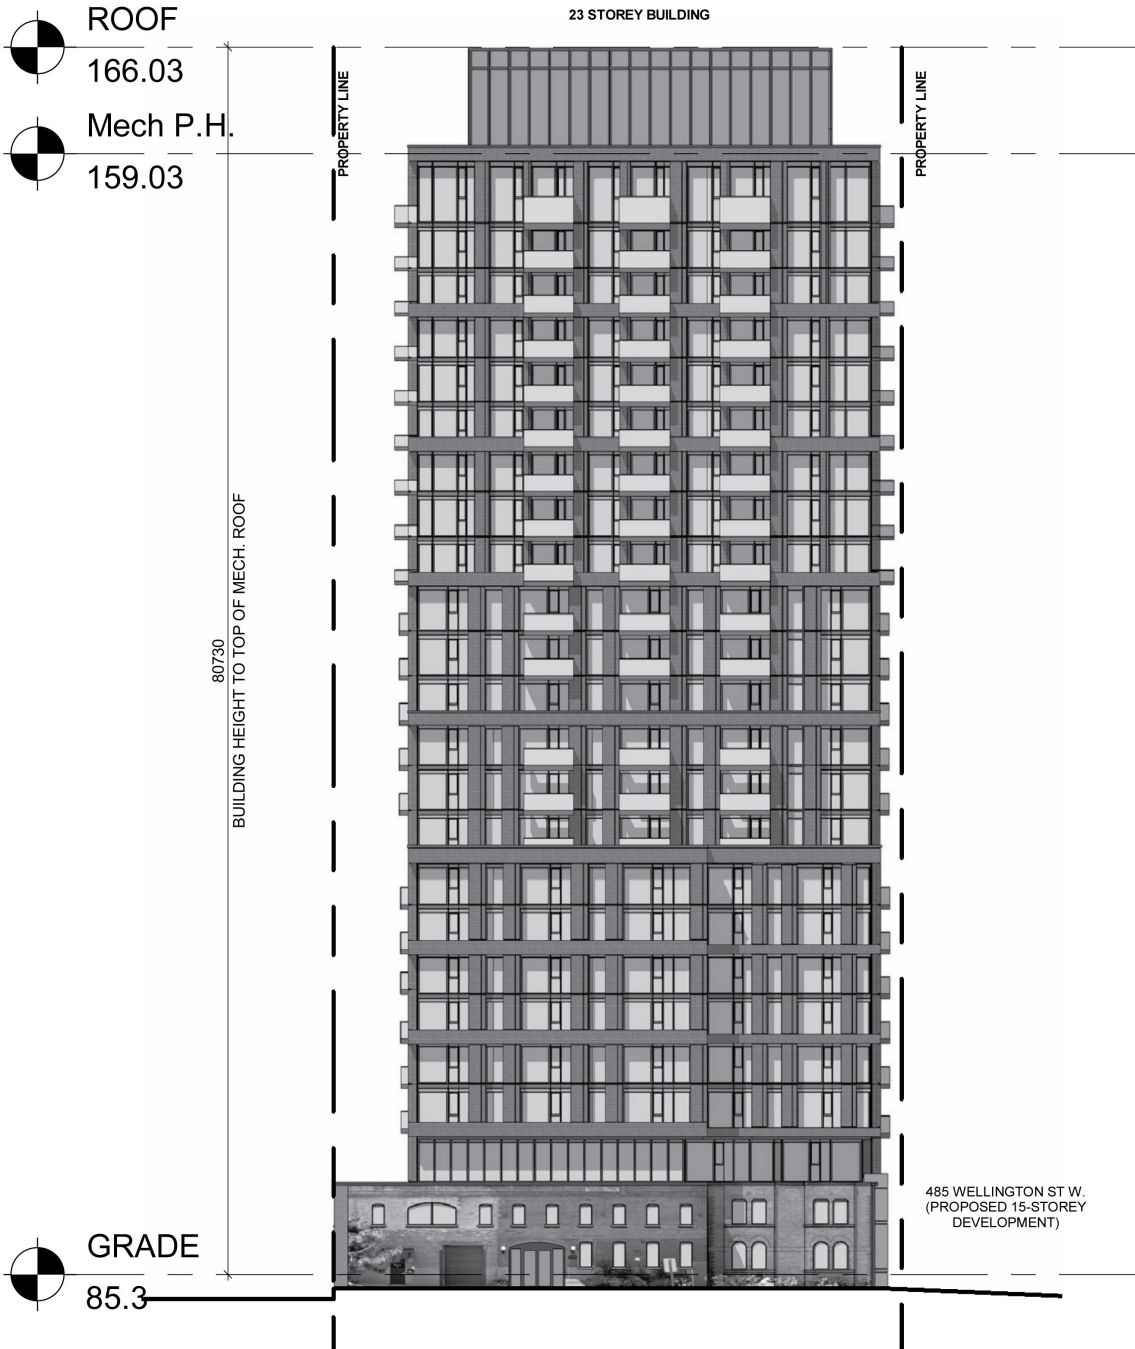 23 STOREY BUILDING
ROOF
166.03
Mech P.H.
159.03
PROPERTY LINE
PROPERTY LINE
80730
BUILDING HEIGHT TO TOP OF MECH. ROOF
485 WELLINGTON ST W.
(PROPOSED 15-STOREY
DEVELOPMENT)
GRADE
85.3